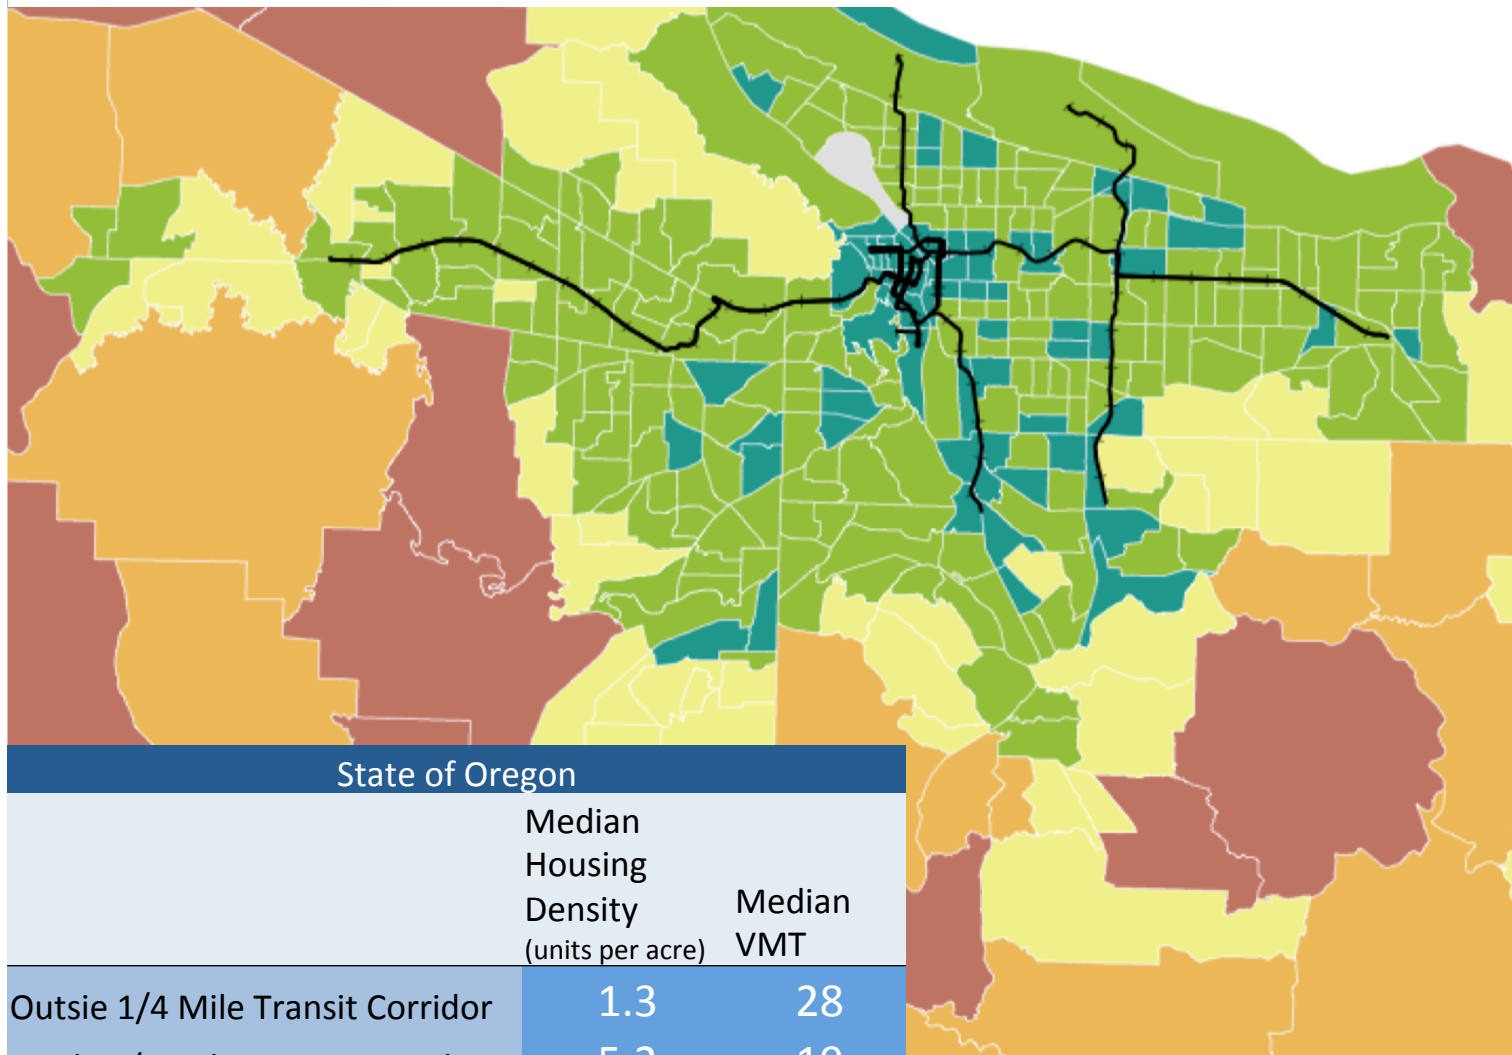 State of Oregon
Median
Housing
Density
(units per acre)
Median
VMT
Outsie 1/4 Mile Transit Corridor 1.3 28